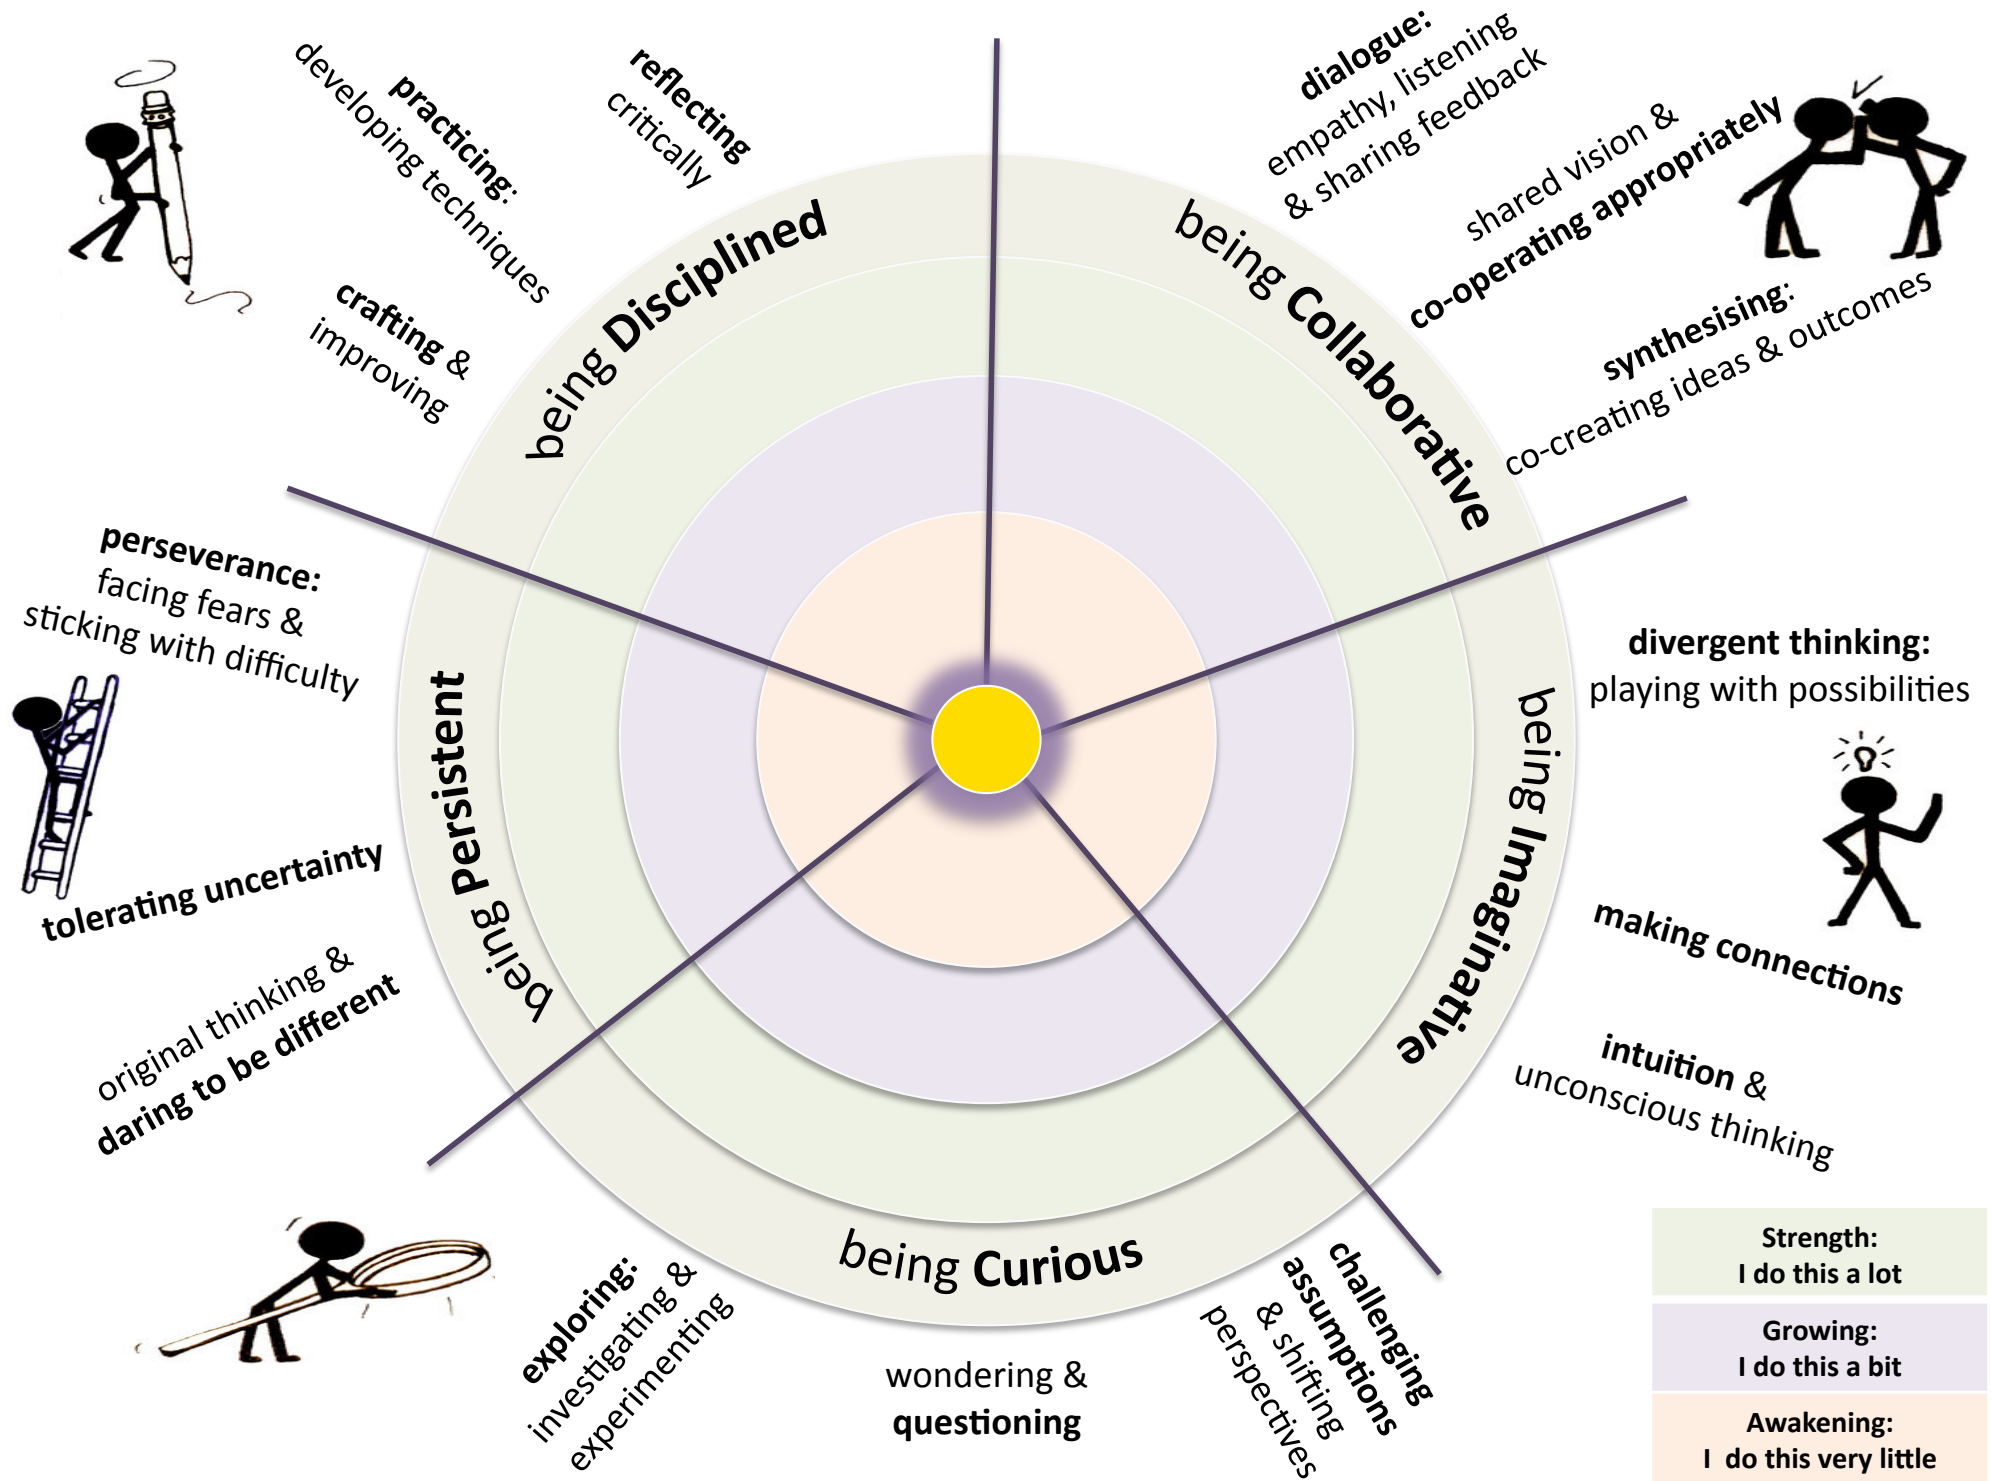 reflecting
critically
practicing:
developing techniques
crafting &
improving
being Disciplined
dialogue:
empathy, listening
& sharing feedback
shared vision &
co-operating appropriately
synthesising:
co-creating ideas & outcomes
being Collaborative
divergent thinking:
playing with possibilities
making connections
intuition &
unconscious thinking
being Imaginative
challenging
assumptions
& shifting
perspectives
wondering &
questioning
exploring:
investigating &
experimenting
being Curious
perseverance:
facing fears &
sticking with difficulty
tolerating uncertainty
original thinking &
daring to be different
being Persistent
Strength:
I do this a lot
Growing:
I do this a bit
Awakening:
I do this very little